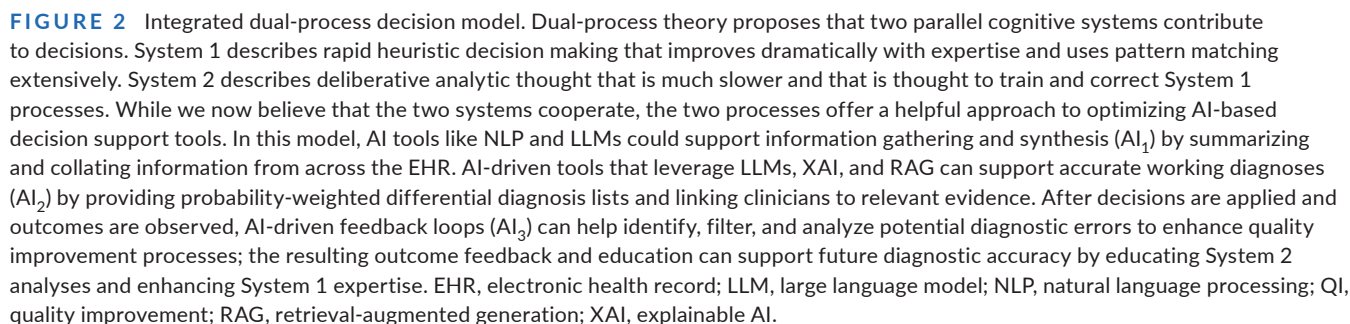 FIGURE 2 Integrated dual-process decision model. Dual-process theory proposes that two parallel cognitive systems contribute
to decisions. System 1 describes rapid heuristic decision making that improves dramatically with expertise and uses pattern matching
extensively. System 2 describes deliberative analytic thought that is much slower and that is thought to train and correct System 1
processes. While we now believe that the two systems cooperate, the two processes offer a helpful approach to optimizing AI-based
decision support tools. In this model, AI tools like NLP and LLMs could support information gathering and synthesis (AI₁) by summarizing
and collating information from across the EHR. AI-driven tools that leverage LLMs, XAI, and RAG can support accurate working diagnoses
(AI₂) by providing probability-weighted differential diagnosis lists and linking clinicians to relevant evidence. After decisions are applied and
outcomes are observed, AI-driven feedback loops (AI₃) can help identify, filter, and analyze potential diagnostic errors to enhance quality
improvement processes; the resulting outcome feedback and education can support future diagnostic accuracy by educating System 2
analyses and enhancing System 1 expertise. EHR, electronic health record; LLM, large language model; NLP, natural language processing; QI,
quality improvement; RAG, retrieval-augmented generation; XAI, explainable AI.